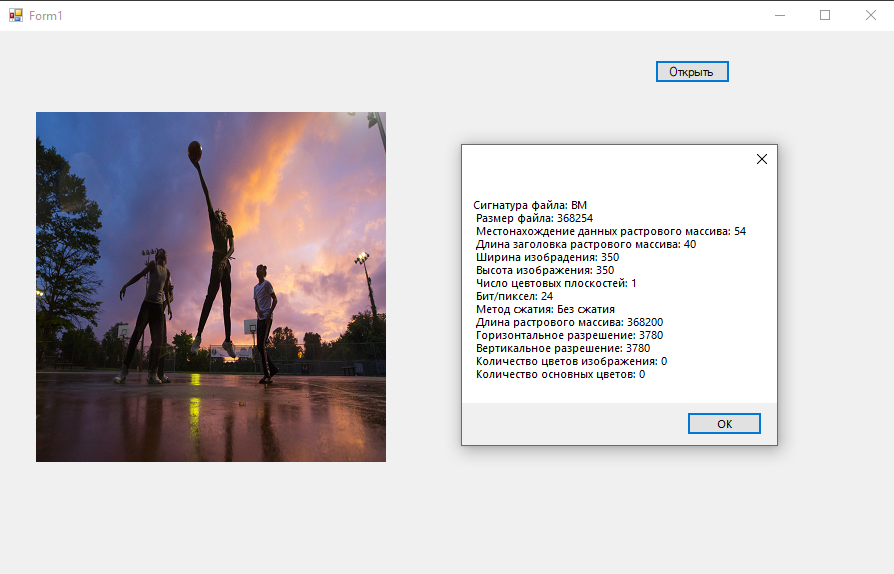 Form1
Открыть
Сигнатура файла: BM
Размер файла: 368254
Местонахождение данных растрового массива: 54
Длина заголовка растрового массива: 40
Ширина изобрадения: 350
Высота изображения: 350
Число цевтовых плоскостей: 1
Бит/пиксел: 24
Метод сжатия: Без сжатия
Длина растрового массива: 368200
Горизонтальное разрешение: 3780
Вертикальное разрешение: 3780
Количество цветов изображения: 0
Количество основных цветов: 0
ОК